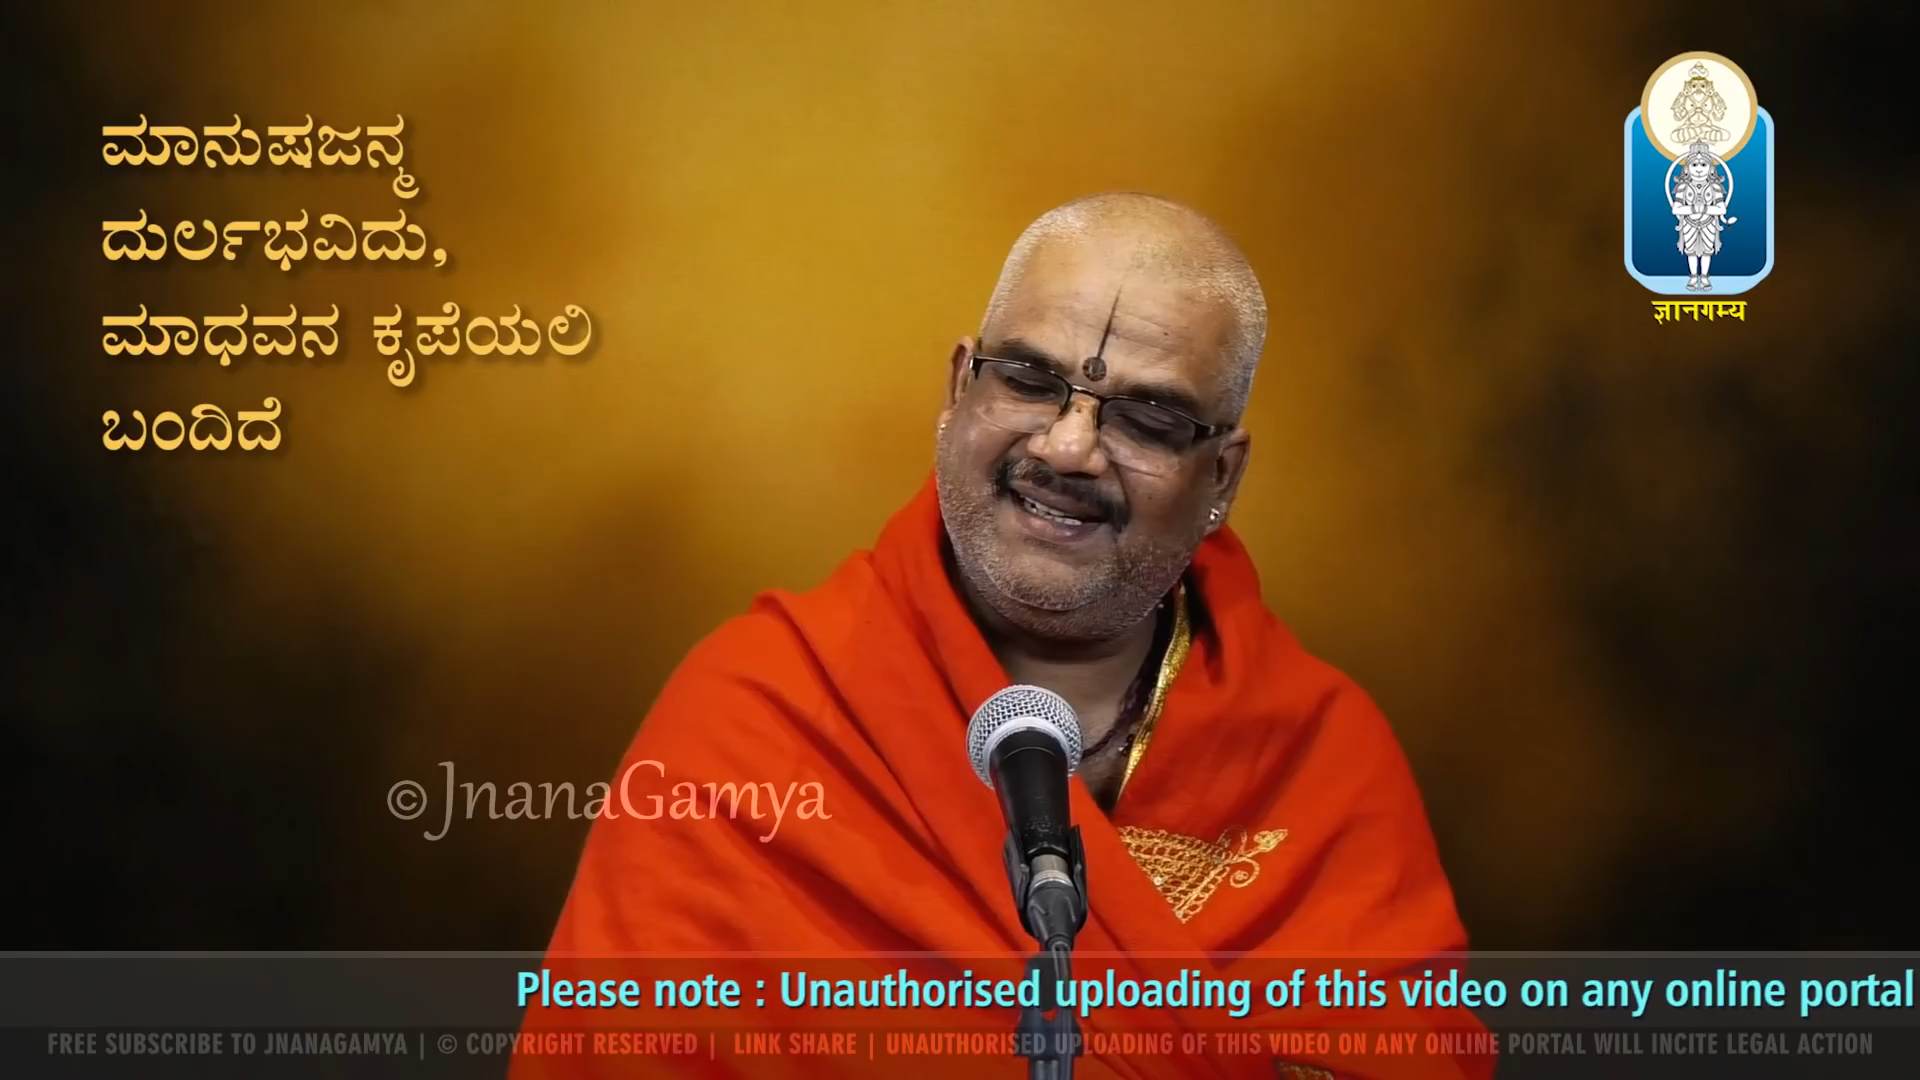 ಮಾನುಷಜನ್ಮ
ದುರ್ಲಭವಿದು,
ಮಾಧವನ ಕೃಪೆಯಲಿ
ಬಂದಿದೆ
ज्ञानगम्य
©JnanaGamya
Please note : Unauthorised uploading of this video on any online portal
FREE SUBSCRIBE TO JNANAGAMYA | © COPYRIGHT RESERVED | LINK SHARE | UNAUTHORISED UPLOADING OF THIS VIDEO ON ANY ONLINE PORTAL WILL INCITE LEGAL ACTION